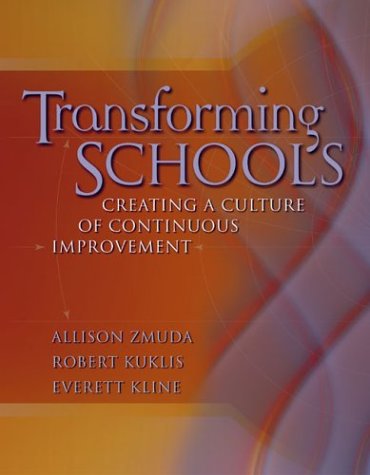 Transforming
SCHOOLS
CREATING A CULTURE
OF CONTINUOUS
IMPROVEMENT
ALLISON ZMUDA
ROBERT KUKLIS
EVERETT KLINE